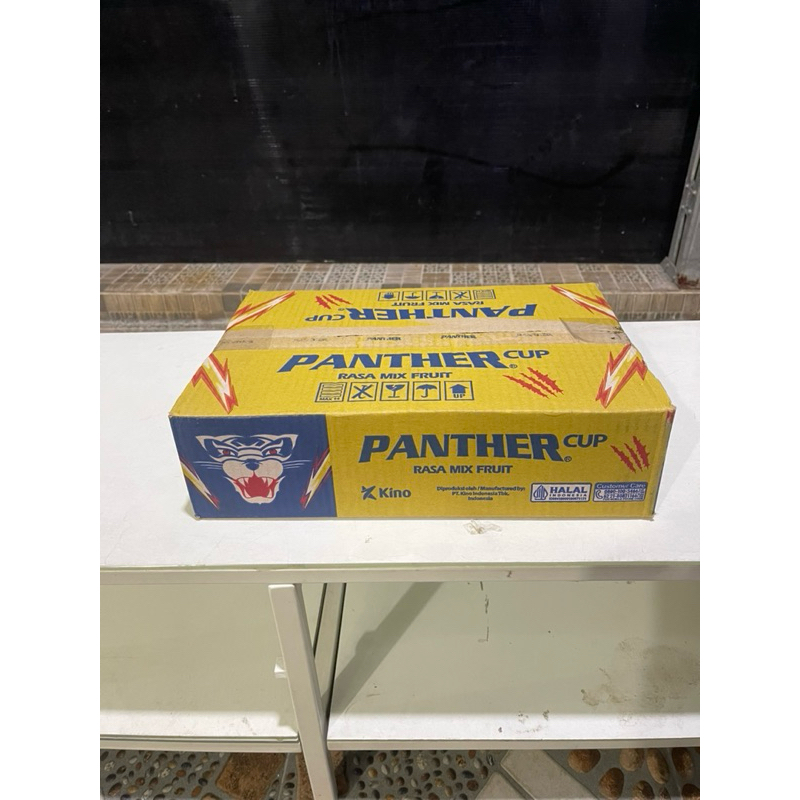 RASA MIX FRUIT
PANTHER CUP
PANTHER CUP®
RASA MIX FRUIT
UP
PANTHER CUP®
RASA MIX FRUIT
Kino
Diproduksi oleh / Manufactured by:
PT. Kino Indonesia Tbk.
Indonesia
HALAL
INDONESIA
Customer Care